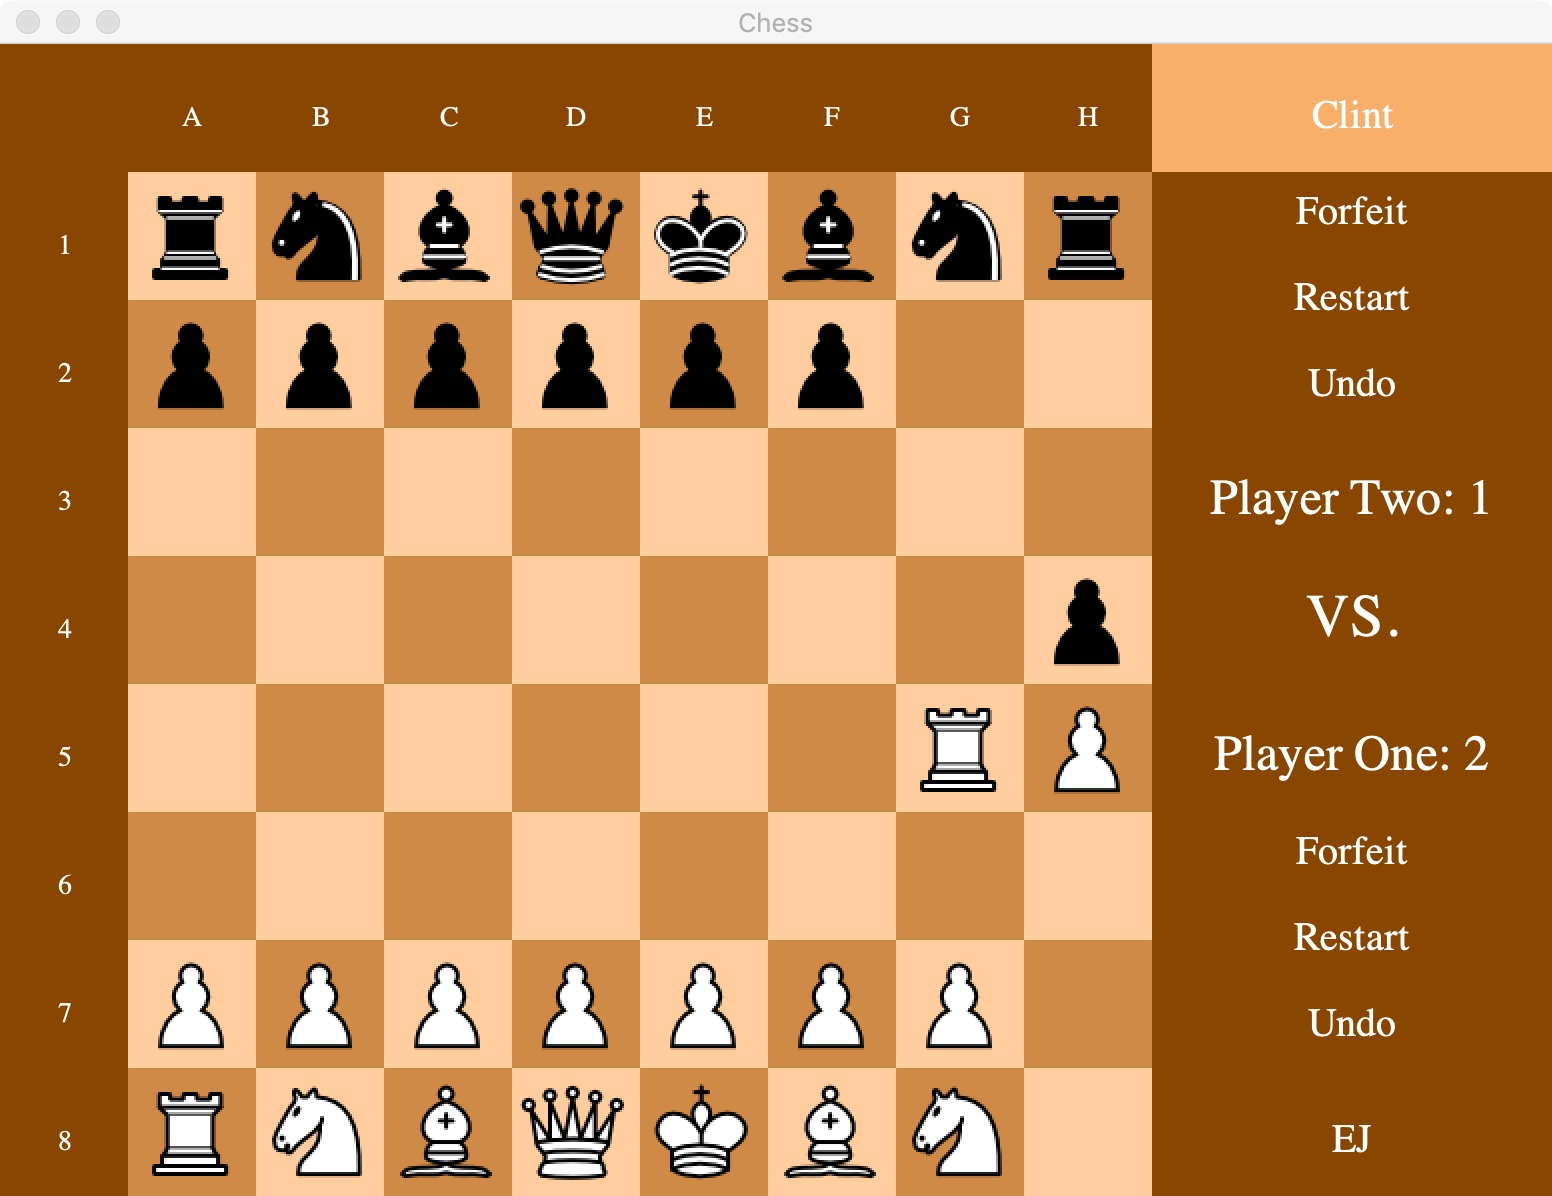 Chess
A B C D E F G H
Clint
1
Forfeit
Restart
2
Undo
3
Player Two: 1
4
VS.
5
Player One: 2
Forfeit
6
Restart
7
Undo
8
EJ